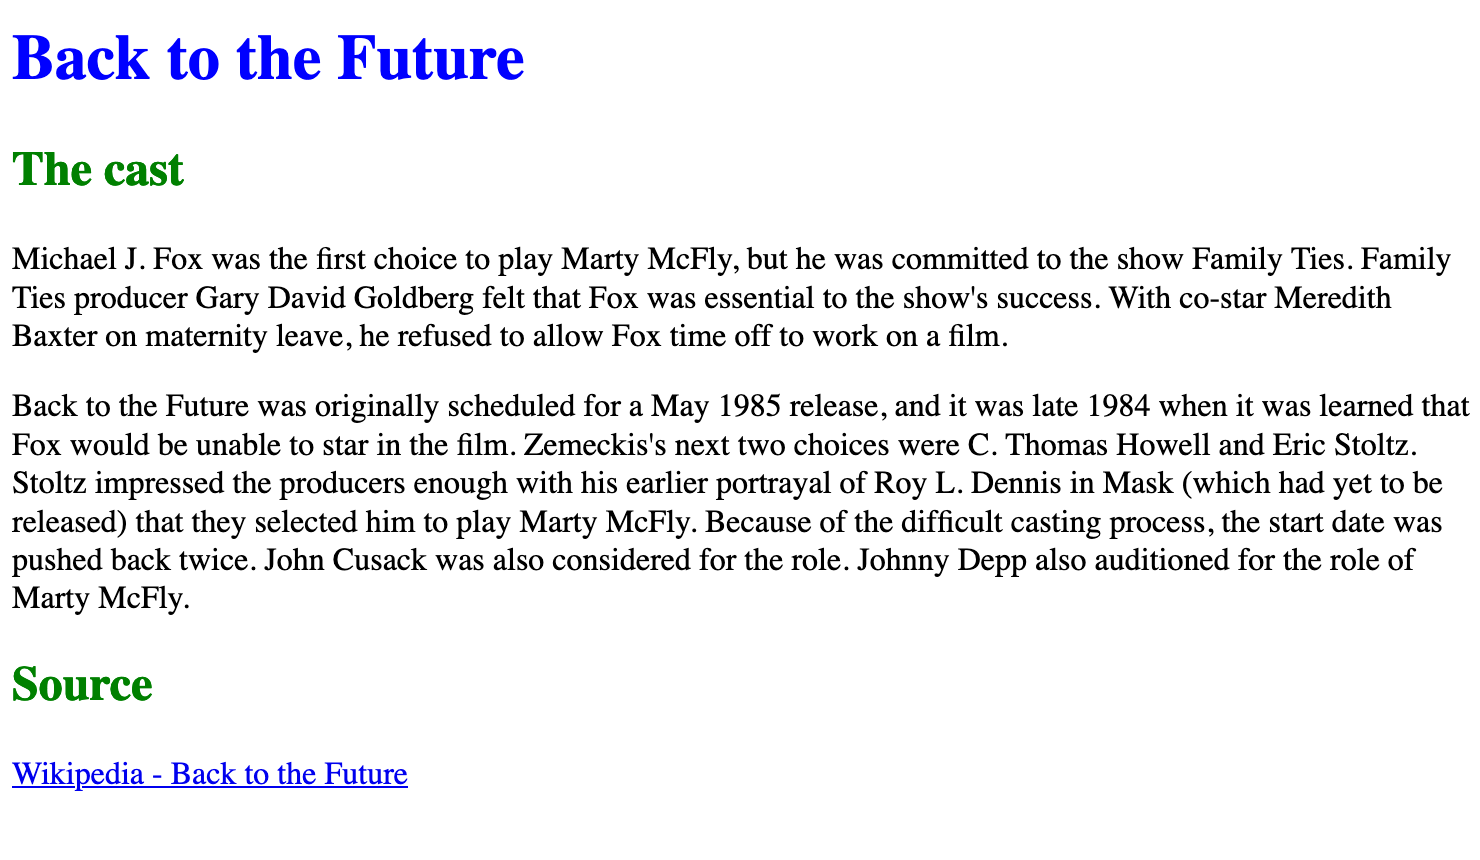 Back to the Future
The cast
Michael J. Fox was the first choice to play Marty McFly, but he was committed to the show Family Ties. Family
Ties producer Gary David Goldberg felt that Fox was essential to the show's success. With co-star Meredith
Baxter on maternity leave, he refused to allow Fox time off to work on a film.
Back to the Future was originally scheduled for a May 1985 release, and it was late 1984 when it was learned that
Fox would be unable to star in the film. Zemeckis's next two choices were C. Thomas Howell and Eric Stoltz.
Stoltz impressed the producers enough with his earlier portrayal of Roy L. Dennis in Mask (which had yet to be
released) that they selected him to play Marty McFly. Because of the difficult casting process, the start date was
pushed back twice. John Cusack was also considered for the role. Johnny Depp also auditioned for the role of
Marty McFly.
Source
Wikipedia - Back to the Future